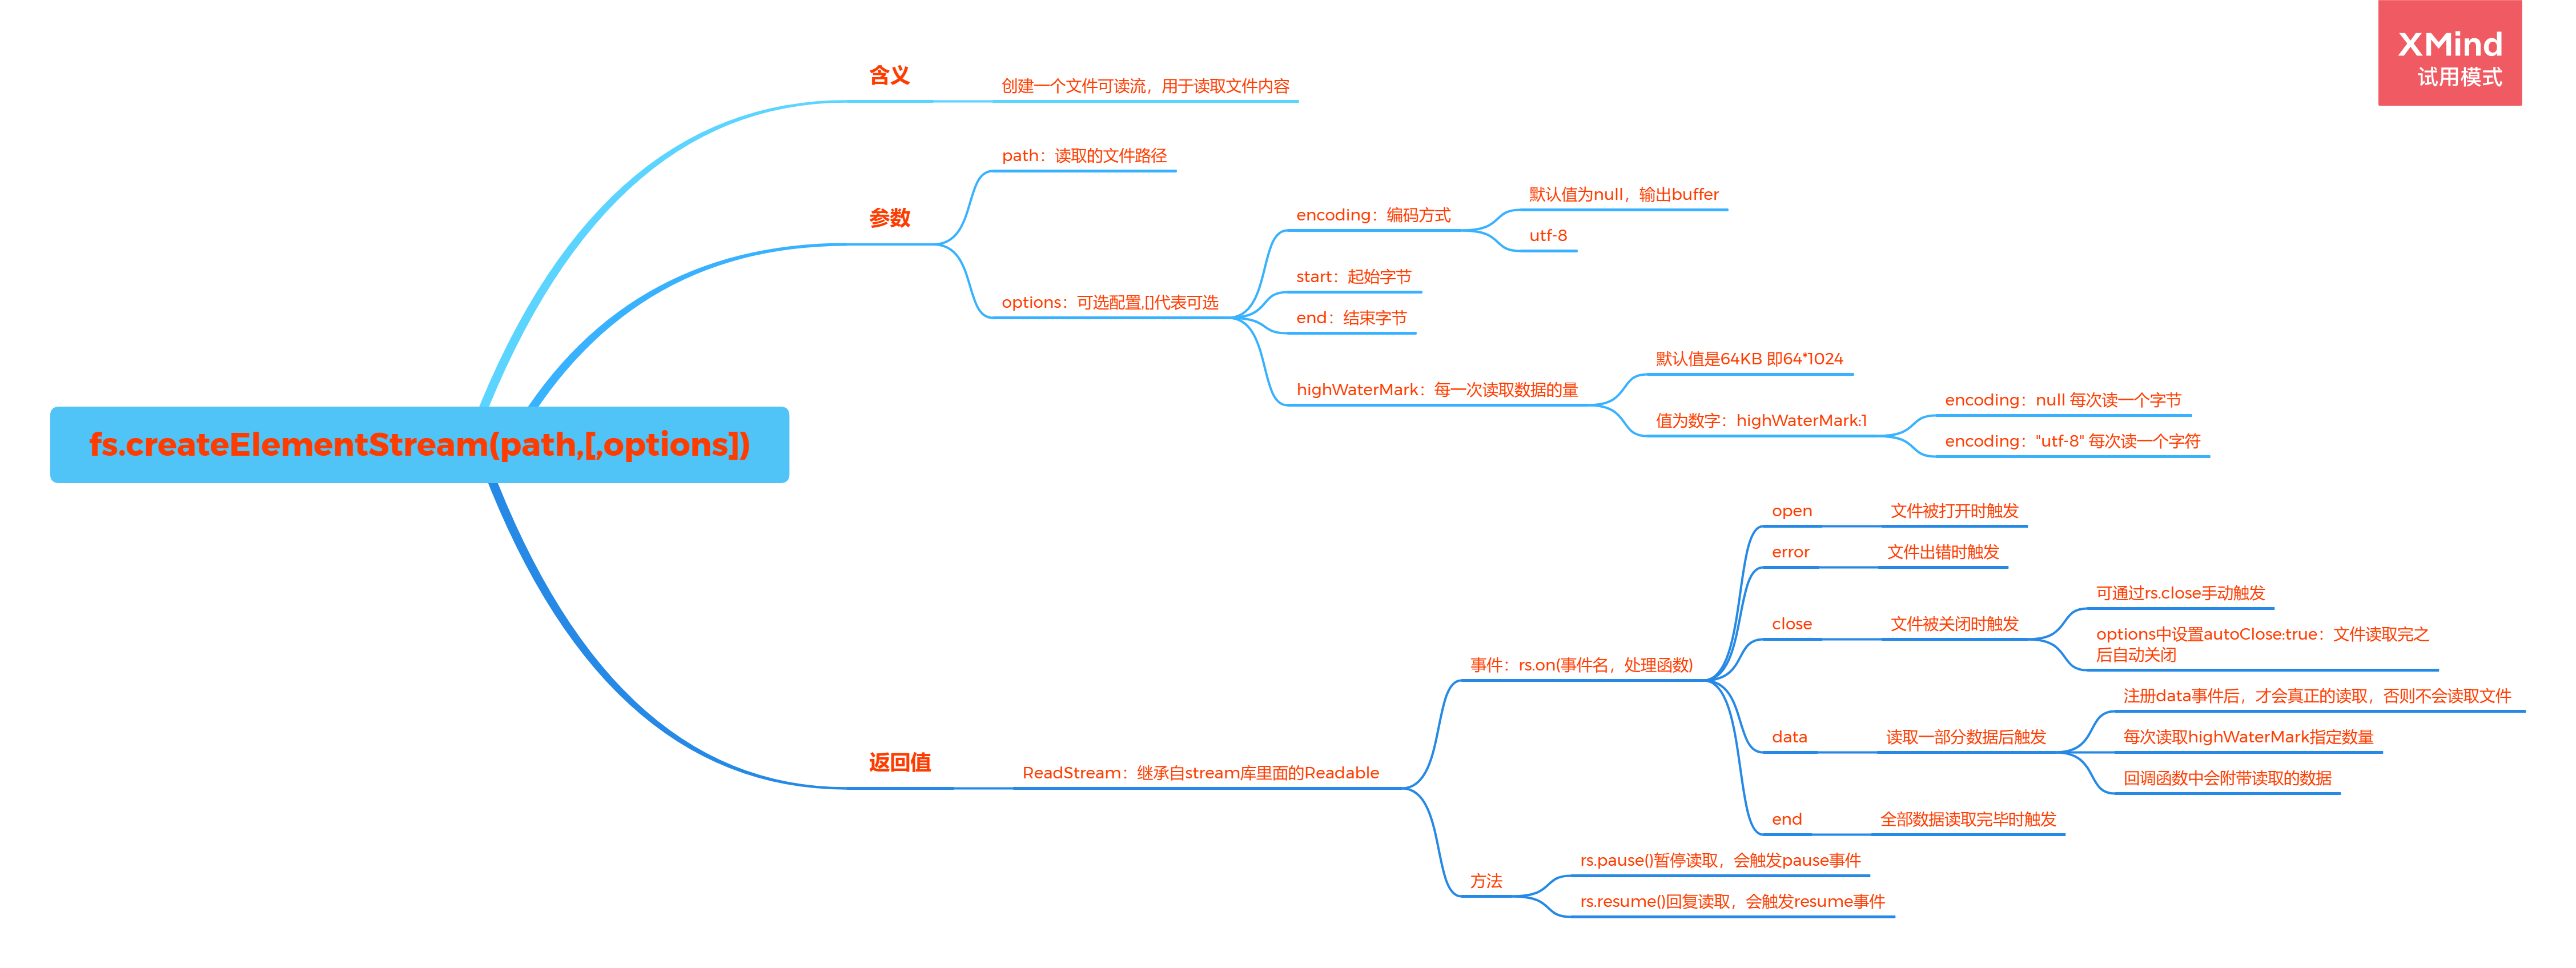 XMind
试用模式
含义
创建一个文件可读流，用于读取文件内容
参数
path：读取的文件路径
options：可选配置,[]代表可选
encoding：编码方式
默认值为null，输出buffer
utf-8
start：起始字节
end：结束字节
highWaterMark：每一次读取数据的量
默认值是64KB 即64*1024
值为数字：highWaterMark:1
encoding：null 每次读一个字节
encoding："utf-8" 每次读一个字符
fs.createElementStream(path,[,options])
返回值
ReadStream：继承自stream库里面的Readable
事件：rs.on(事件名，处理函数)
open
文件被打开时触发
error
文件出错时触发
close
文件被关闭时触发
可通过rs.close手动触发
options中设置autoClose:true：文件读取完之
后自动关闭
data
读取一部分数据后触发
注册data事件后，才会真正的读取，否则不会读取文件
每次读取highWaterMark指定数量
回调函数中会附带读取的数据
end
全部数据读取完毕时触发
方法
rs.pause()暂停读取，会触发pause事件
rs.resume()回复读取，会触发resume事件